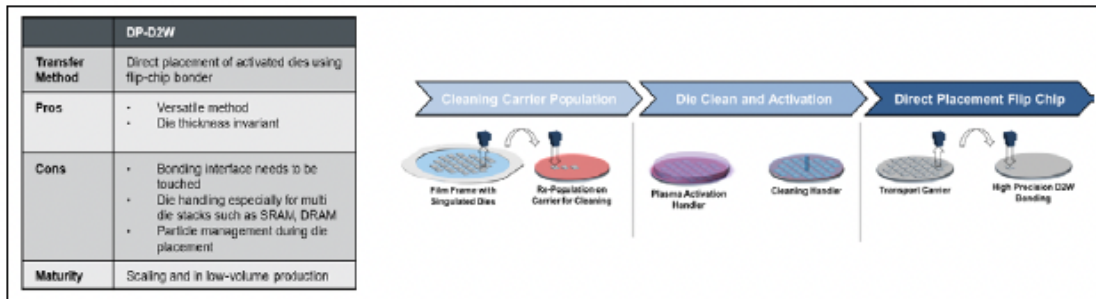 DP-D2W
Transfer Method
Direct placement of activated dies using
flip-chip bonder
Pros
• Versatile method
• Die thickness invariant
Cons
• Bonding interface needs to be
touched
• Die handling especially for multi
die stacks such as SRAM, DRAM
• Particle management during die
placement
Maturity
Scaling and in low-volume production
Cleaning Carrier Population
Die Clean and Activation
Direct Placement Flip Chip
Film Frame with
Singulated Dies
Re-Population on
Carrier for Cleaning
Plasma Activation
Handler
Cleaning Handler
Transport Carrier
High Precision D2W
Bonding